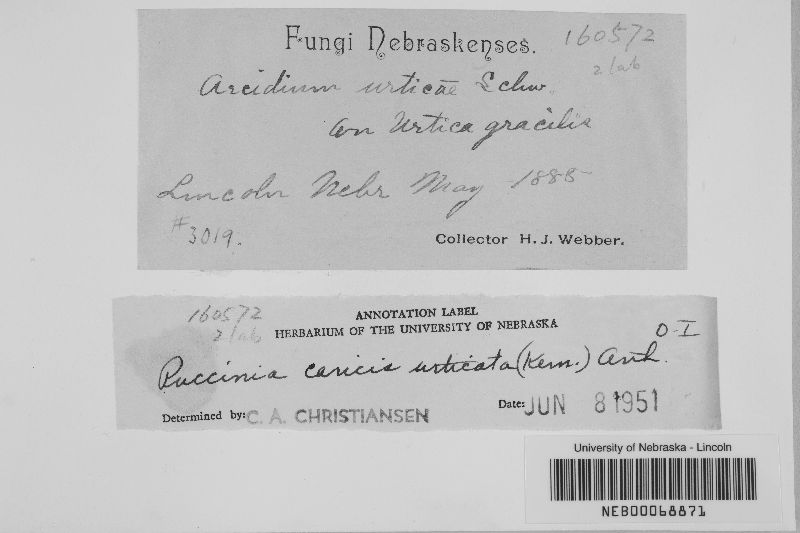 Fungi Nebraskenses.
160572
2 lab
Aecidium urticae Schw.
on Urtica gracilis
Lincoln Nebr May 1888
#3019.
Collector H. J. Webber.
160572
2 lab
ANNOTATION LABEL
HERBARIUM OF THE UNIVERSITY OF NEBRASKA
O-I
Puccinia caricis urticata (Kern.) Arth.
Determined by: C. A. CHRISTIANSEN
Date: JUN 8 1951
University of Nebraska - Lincoln
NEB00068871